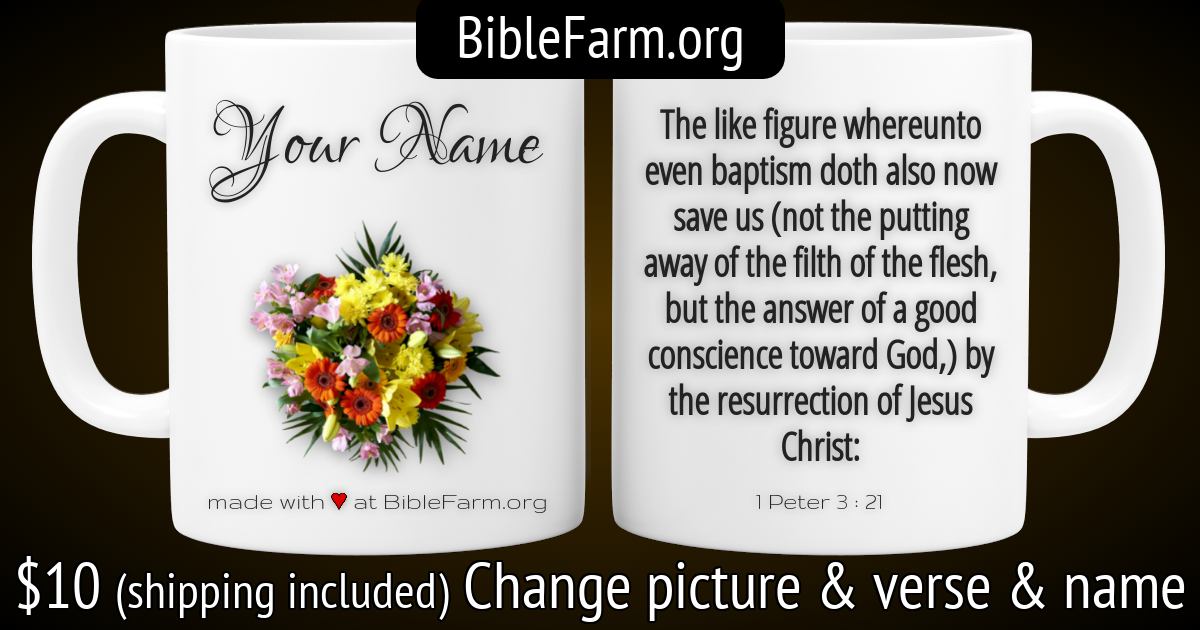 BibleFarm.org
Your Name
made with ♥ at BibleFarm.org
The like figure whereunto
even baptism doth also now
save us (not the putting
away of the filth of the flesh,
but the answer of a good
conscience toward God,) by
the resurrection of Jesus
Christ:
1 Peter 3 : 21
$10 (shipping included) Change picture & verse & name